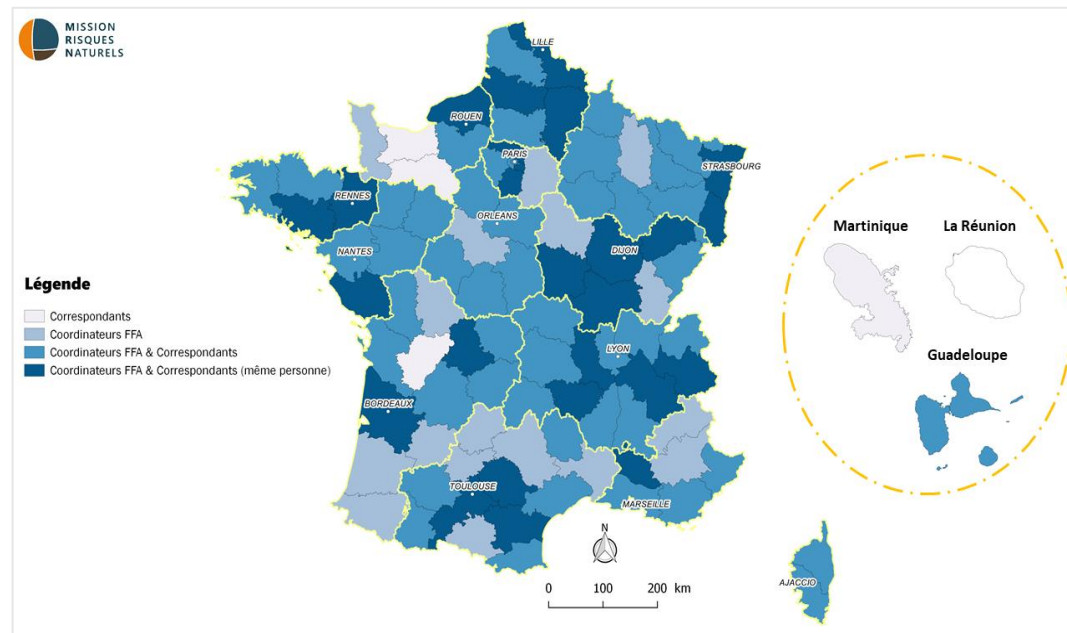 MISSION
RISQUES
NATURELS
LILLE
ROUEN
PARIS
STRASBOURG
RENNES
ORLEANS
NANTES
DIJON
Martinique
La Réunion
Légende
Correspondants
Coordinateurs FFA
Coordinateurs FFA & Correspondants
Coordinateurs FFA & Correspondants (même personne)
LYON
Guadeloupe
BORDEAUX
TOULOUSE
MARSEILLE
N
0 100 200 km
AJACCIO